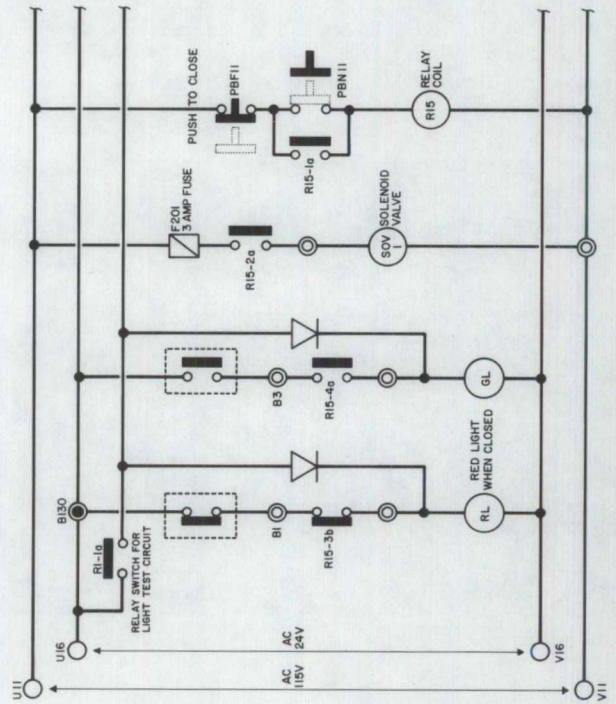 U11
U16
B130
R1-1a
RELAY SWITCH FOR
LIGHT TEST CIRCUIT
AC
115V
AC
24V
V16
V11
B1
R15-3b
RED LIGHT
WHEN CLOSED
RL
B3
R15-4a
GL
F201
3 AMP FUSE
R15-2a
SOLENOID
VALVE
SOV
1
PUSH TO CLOSE
PBF11
R15-1a
PBN11
RELAY
COIL
R15